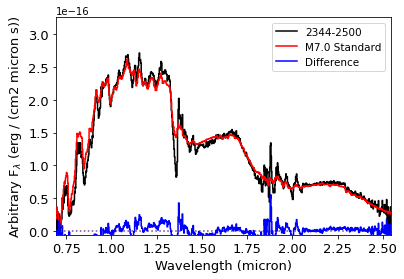 1e−16
2344-2500
M7.0 Standard
Difference
Arbitrary Fλ (erg / (cm2 micron s))
3.0
2.5
2.0
1.5
1.0
0.5
0.0
0.75 1.00 1.25 1.50 1.75 2.00 2.25 2.50
Wavelength (micron)